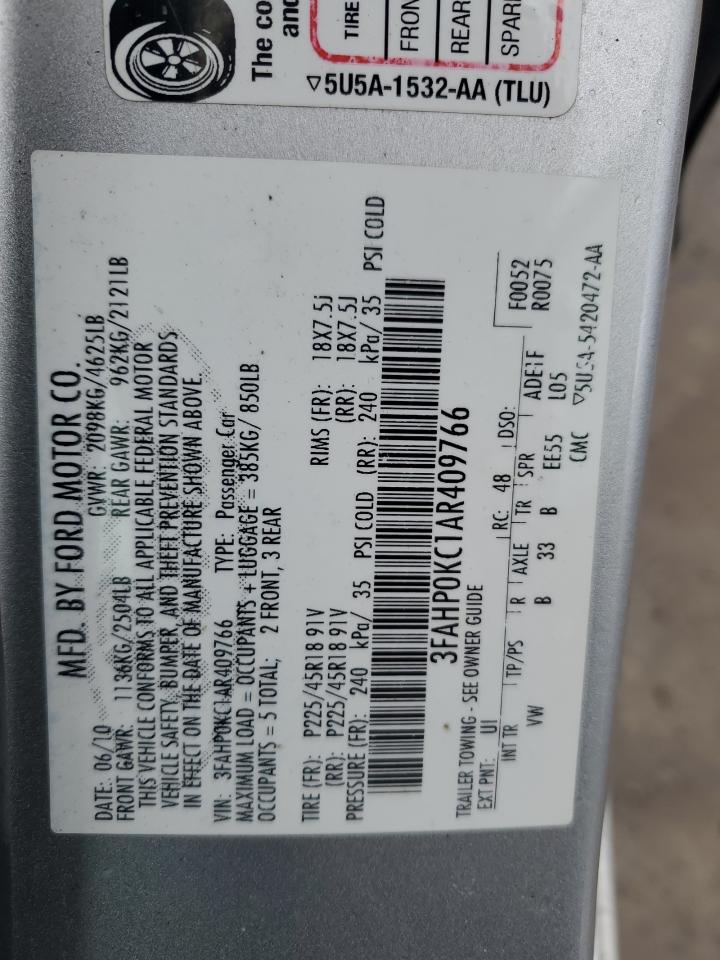 The co
and
TIRE
FRON
REAR
SPAR
▽5U5A-1532-AA (TLU)
MFD. BY FORD MOTOR CO.
DATE: 06/10 GVWR: 2098KG/4625LB
FRONT GAWR: 1136KG/2504LB REAR GAWR: 962KG/2121LB
THIS VEHICLE CONFORMS TO ALL APPLICABLE FEDERAL MOTOR
VEHICLE SAFETY, BUMPER, AND THEFT PREVENTION STANDARDS
IN EFFECT ON THE DATE OF MANUFACTURE SHOWN ABOVE.
VIN: 3FAHP0KC1AR409766 TYPE: Passenger Car
MAXIMUM LOAD = OCCUPANTS + LUGGAGE = 385KG/ 850LB
OCCUPANTS = 5 TOTAL; 2 FRONT, 3 REAR
TIRE (FR): P225/45R18 91V RIMS (FR): 18X7.5J
(RR): P225/45R18 91V (RR): 18X7.5J
PRESSURE (FR): 240 kPa/ 35 PSI COLD (RR): 240 kPa/ 35 PSI COLD
3FAHP0KC1AR409766
TRAILER TOWING - SEE OWNER GUIDE
EXT PNT: UI RC: 48 DSO: F0052
R0075
INT TR TP/PS R AXLE TR SPR ADE1F
VW B 33 B EE55 L05
CMC ▽5U5A-5420472-AA